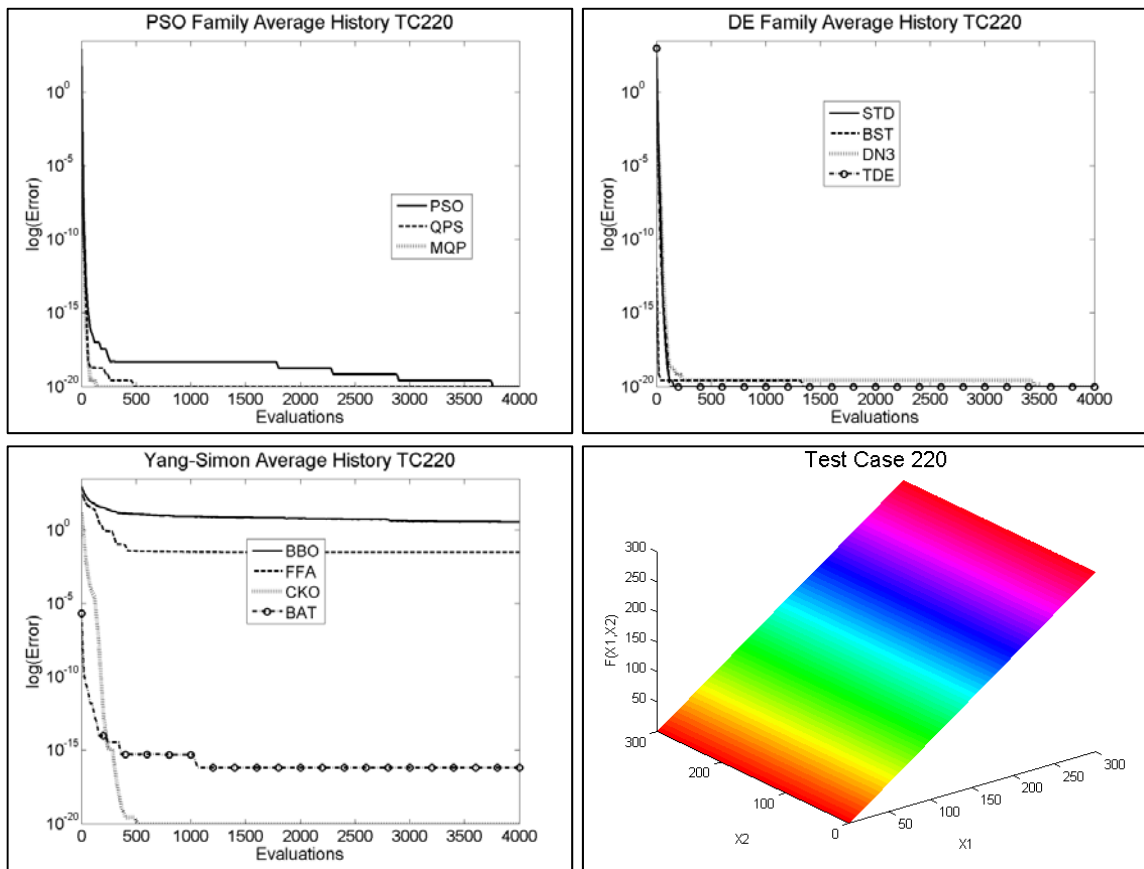 PSO Family Average History TC220
log(Error)
10^0
10^-5
10^-10
10^-15
10^-20
PSO
QPS
MQP
0 500 1000 1500 2000 2500 3000 3500 4000
Evaluations
DE Family Average History TC220
log(Error)
10^0
10^-5
10^-10
10^-15
10^-20
STD
BST
DN3
TDE
0 500 1000 1500 2000 2500 3000 3500 4000
Evaluations
Yang-Simon Average History TC220
log(Error)
10^0
10^-5
10^-10
10^-15
10^-20
BBO
FFA
CKO
BAT
0 500 1000 1500 2000 2500 3000 3500 4000
Evaluations
Test Case 220
F(X1,X2)
300
250
200
150
100
50
300
200
100
0
X2
50
100
150
200
250
300
X1